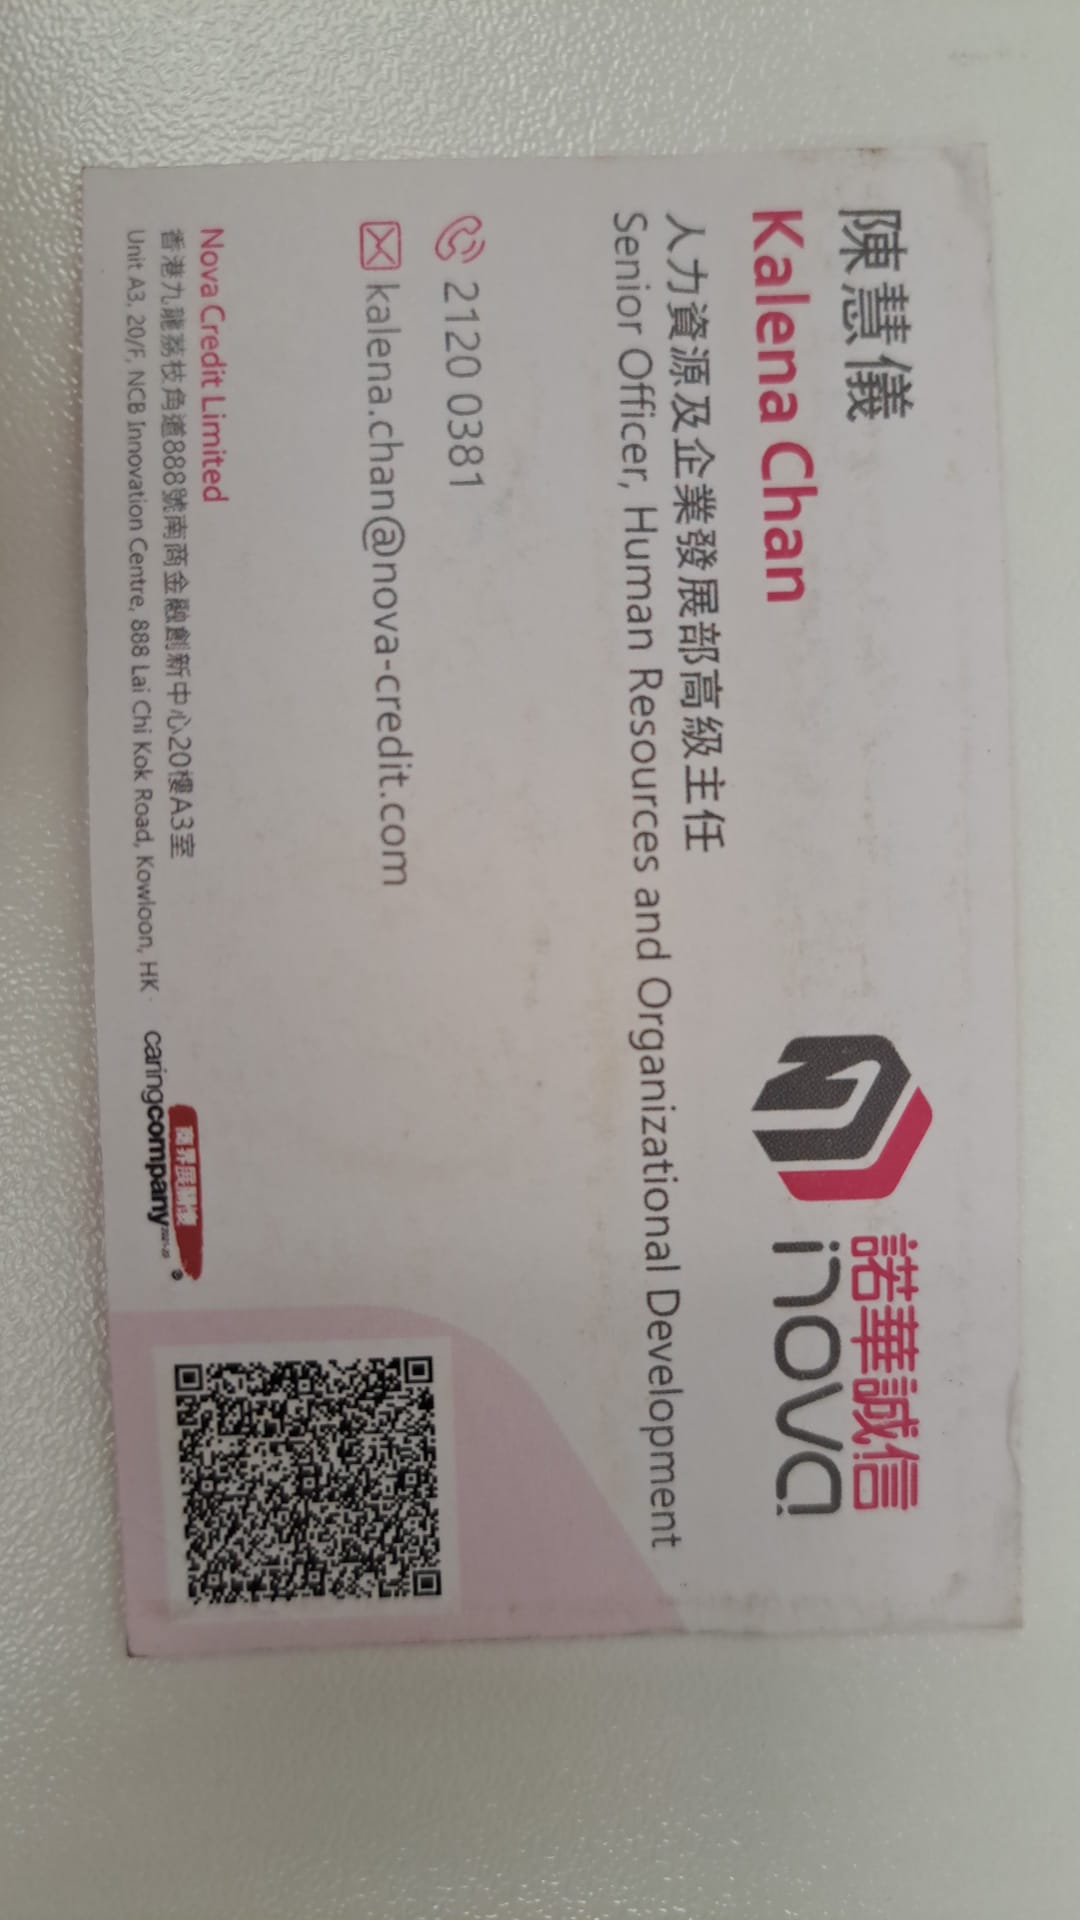 陳慧儀
Kalena Chan
諾華誠信
nova
人力資源及企業發展部高級主任
Senior Officer, Human Resources and Organizational Development
2120 0381
kalena.chan@nova-credit.com
Nova Credit Limited
香港九龍荔枝角道888號南商金融創新中心20樓A3室
Unit A3, 20/F, NCB Innovation Centre, 888 Lai Chi Kok Road, Kowloon, HK
商界展關懷
caringcompany